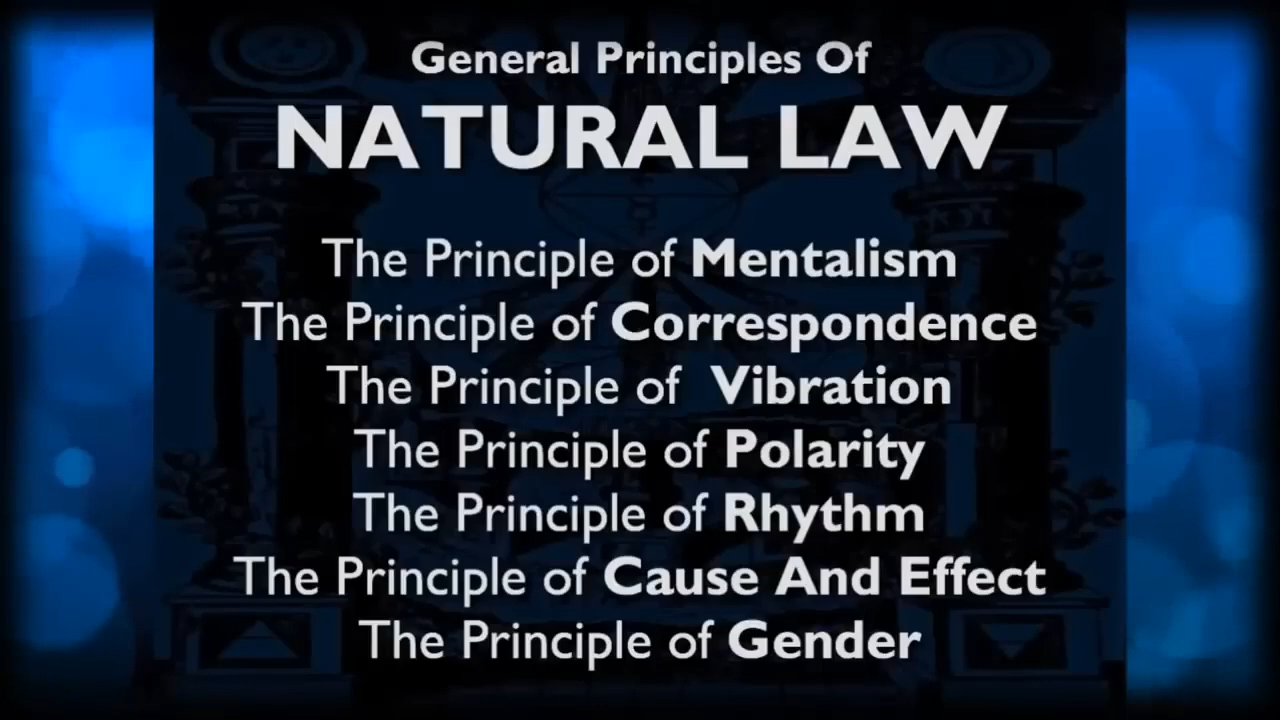 General Principles Of
NATURAL LAW
The Principle of Mentalism
The Principle of Correspondence
The Principle of Vibration
The Principle of Polarity
The Principle of Rhythm
The Principle of Cause And Effect
The Principle of Gender